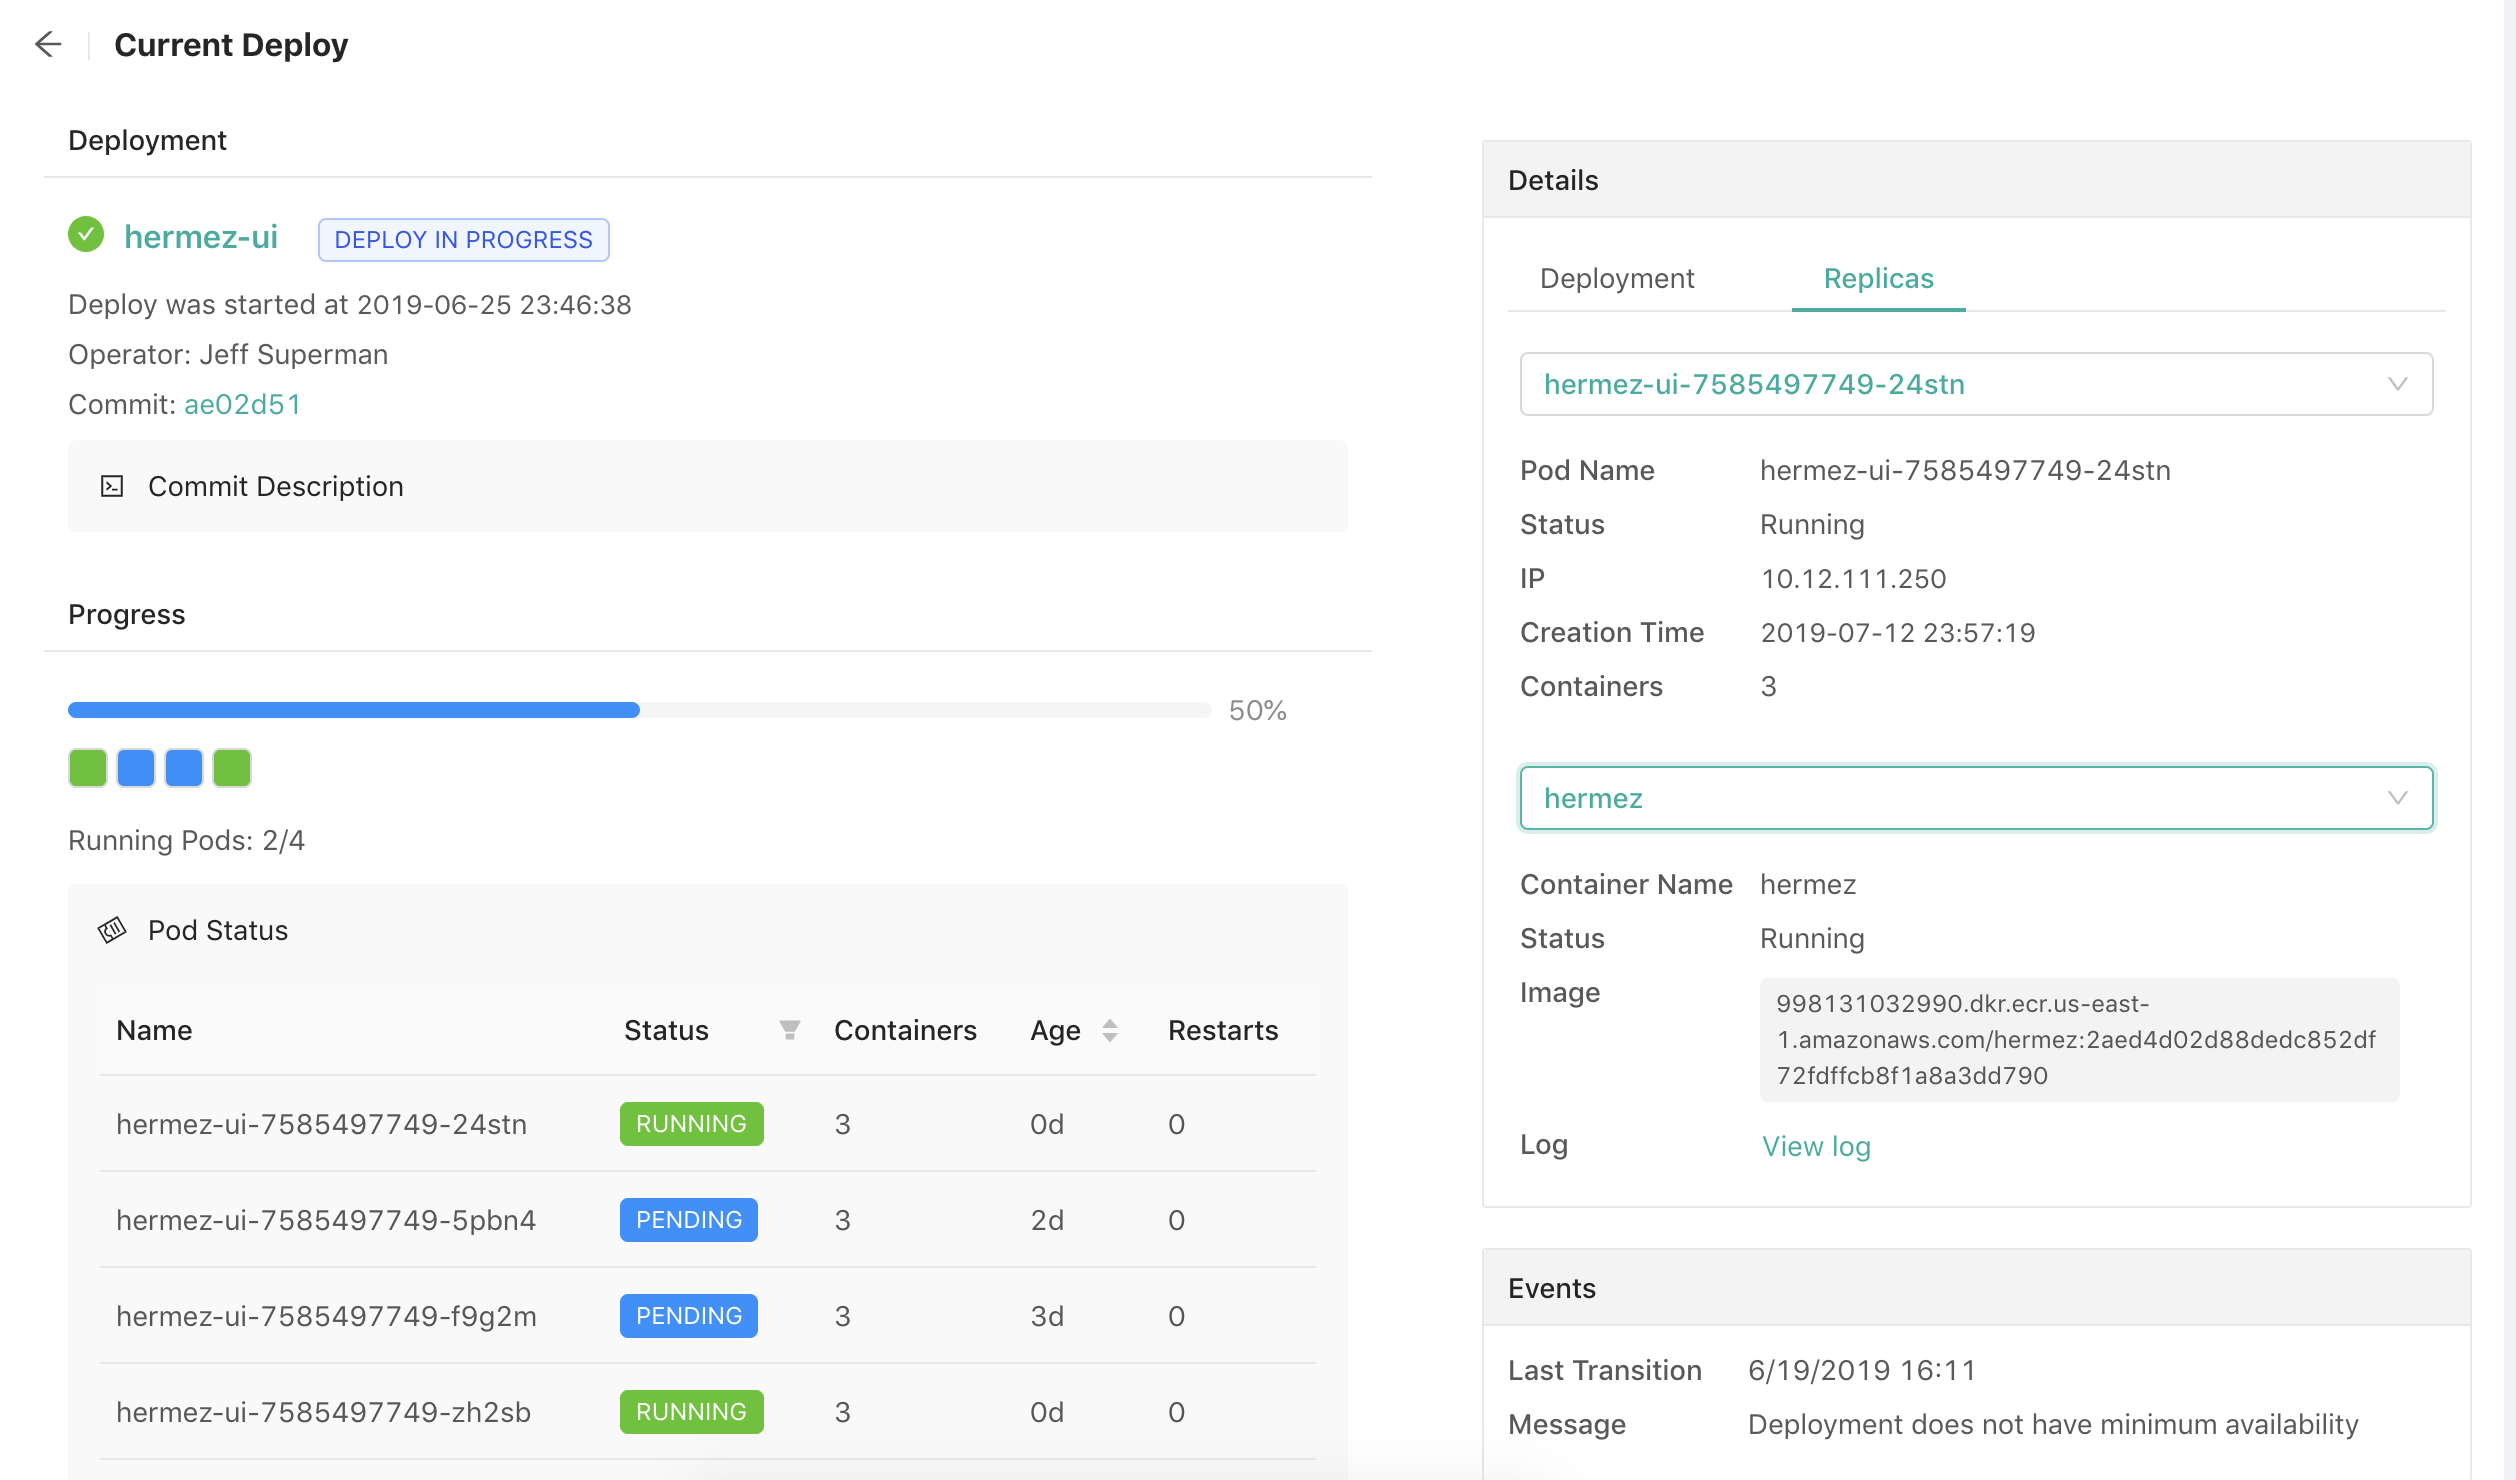 Current Deploy
Deployment
hermez-ui
DEPLOY IN PROGRESS
Deploy was started at 2019-06-25 23:46:38
Operator: Jeff Superman
Commit: ae02d51
Commit Description
Progress
50%
Running Pods: 2/4
Pod Status
Name Status Containers Age Restarts
hermez-ui-7585497749-24stn RUNNING 3 0d 0
hermez-ui-7585497749-5pbn4 PENDING 3 2d 0
hermez-ui-7585497749-f9g2m PENDING 3 3d 0
hermez-ui-7585497749-zh2sb RUNNING 3 0d 0
Details
Deployment Replicas
hermez-ui-7585497749-24stn
Pod Name hermez-ui-7585497749-24stn
Status Running
IP 10.12.111.250
Creation Time 2019-07-12 23:57:19
Containers 3
hermez
Container Name hermez
Status Running
Image 998131032990.dkr.ecr.us-east-
1.amazonaws.com/hermez:2aed4d02d88dedc852df
72fdffcb8f1a8a3dd790
Log View log
Events
Last Transition 6/19/2019 16:11
Message Deployment does not have minimum availability